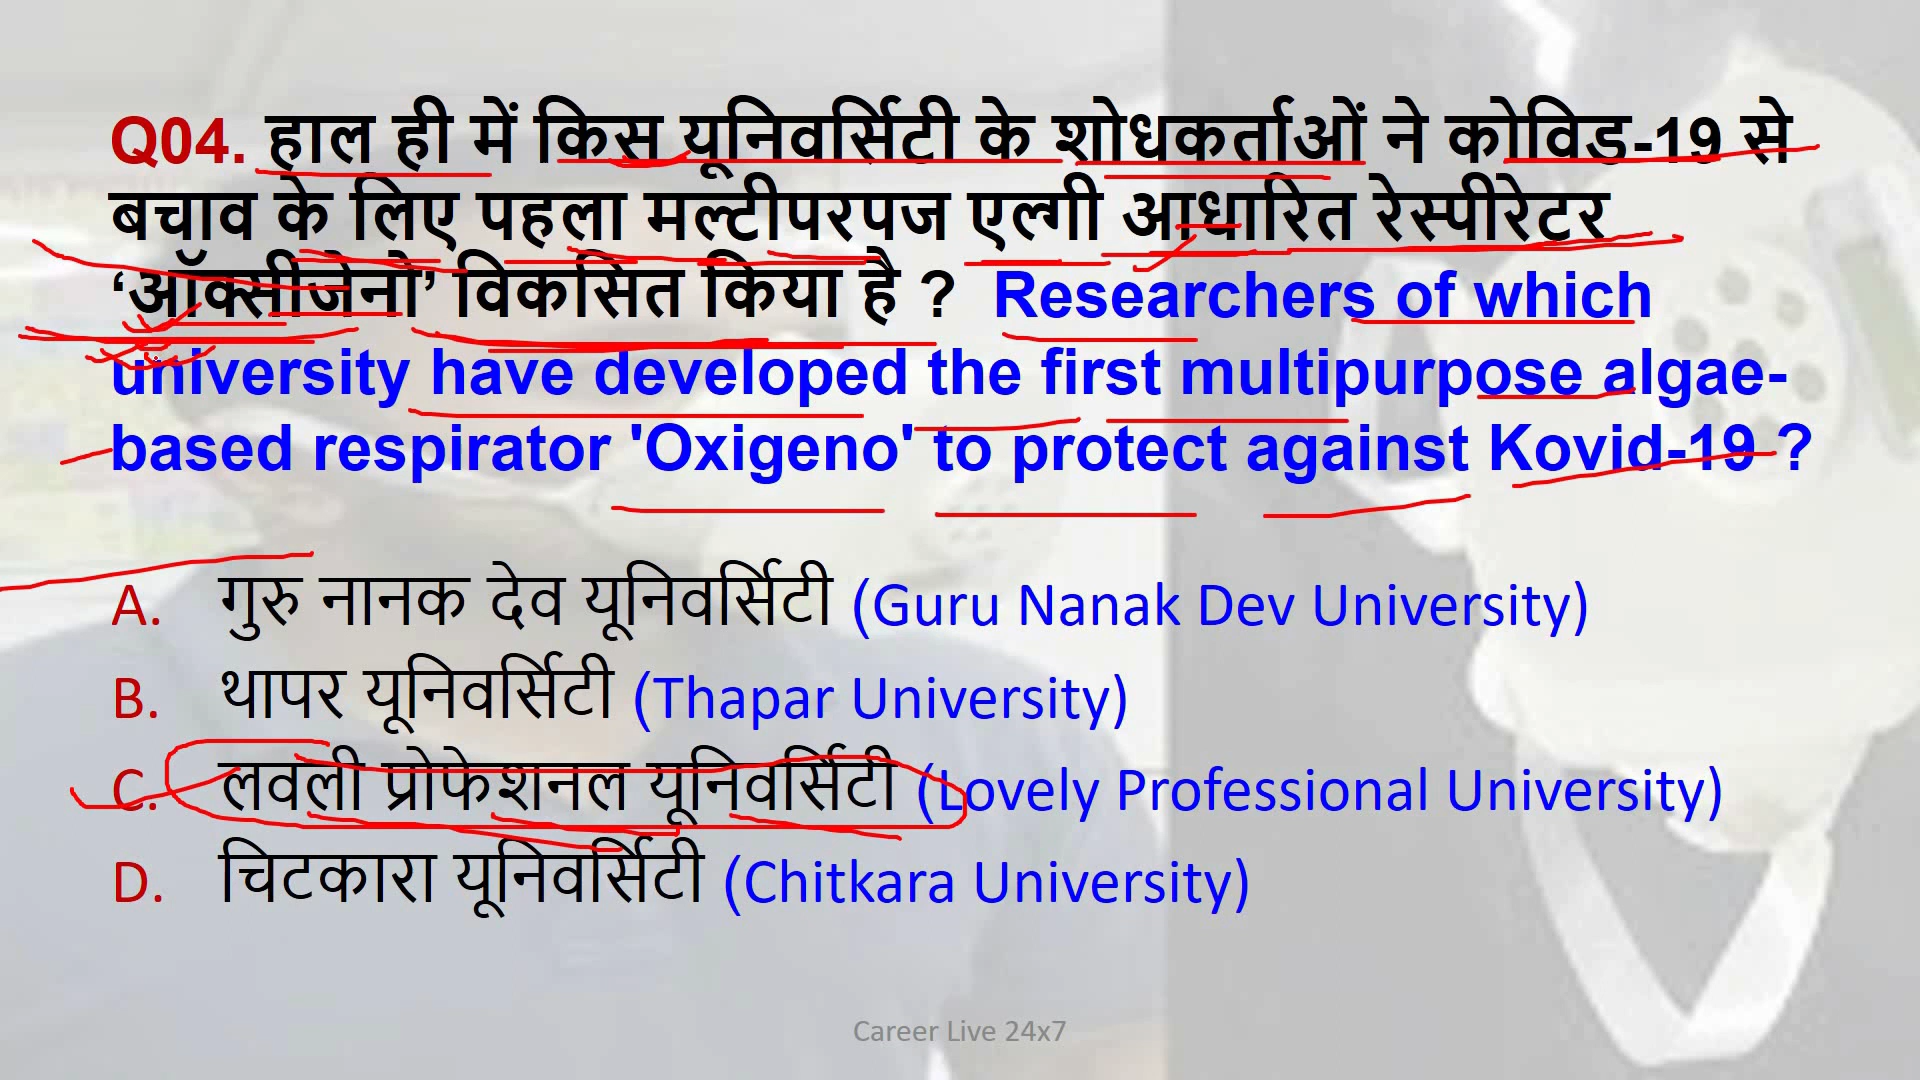 Q04. हाल ही में किस यूनिवर्सिटी के शोधकर्ताओं ने कोविड-19 से
बचाव के लिए पहला मल्टीपरपज एल्गी आधारित रेस्पीरेटर
‘ऑक्सीजेनो’ विकसित किया है ? Researchers of which
university have developed the first multipurpose algae-
based respirator 'Oxigeno' to protect against Kovid-19 ?
A. गुरु नानक देव यूनिवर्सिटी (Guru Nanak Dev University)
B. थापर यूनिवर्सिटी (Thapar University)
C. लवली प्रोफेशनल यूनिवर्सिटी (Lovely Professional University)
D. चिटकारा यूनिवर्सिटी (Chitkara University)
Career Live 24x7